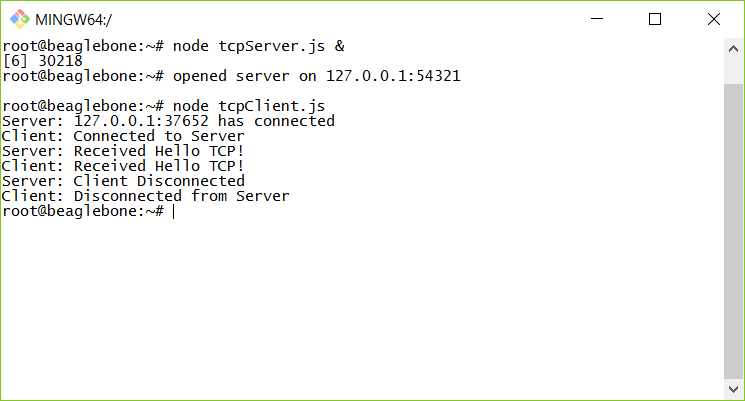 MINGW64:/
root@beaglebone:~# node tcpServer.js &
[6] 30218
root@beaglebone:~# opened server on 127.0.0.1:54321
root@beaglebone:~# node tcpClient.js
Server: 127.0.0.1:37652 has connected
Client: Connected to Server
Server: Received Hello TCP!
Client: Received Hello TCP!
Server: Client Disconnected
Client: Disconnected from Server
root@beaglebone:~#